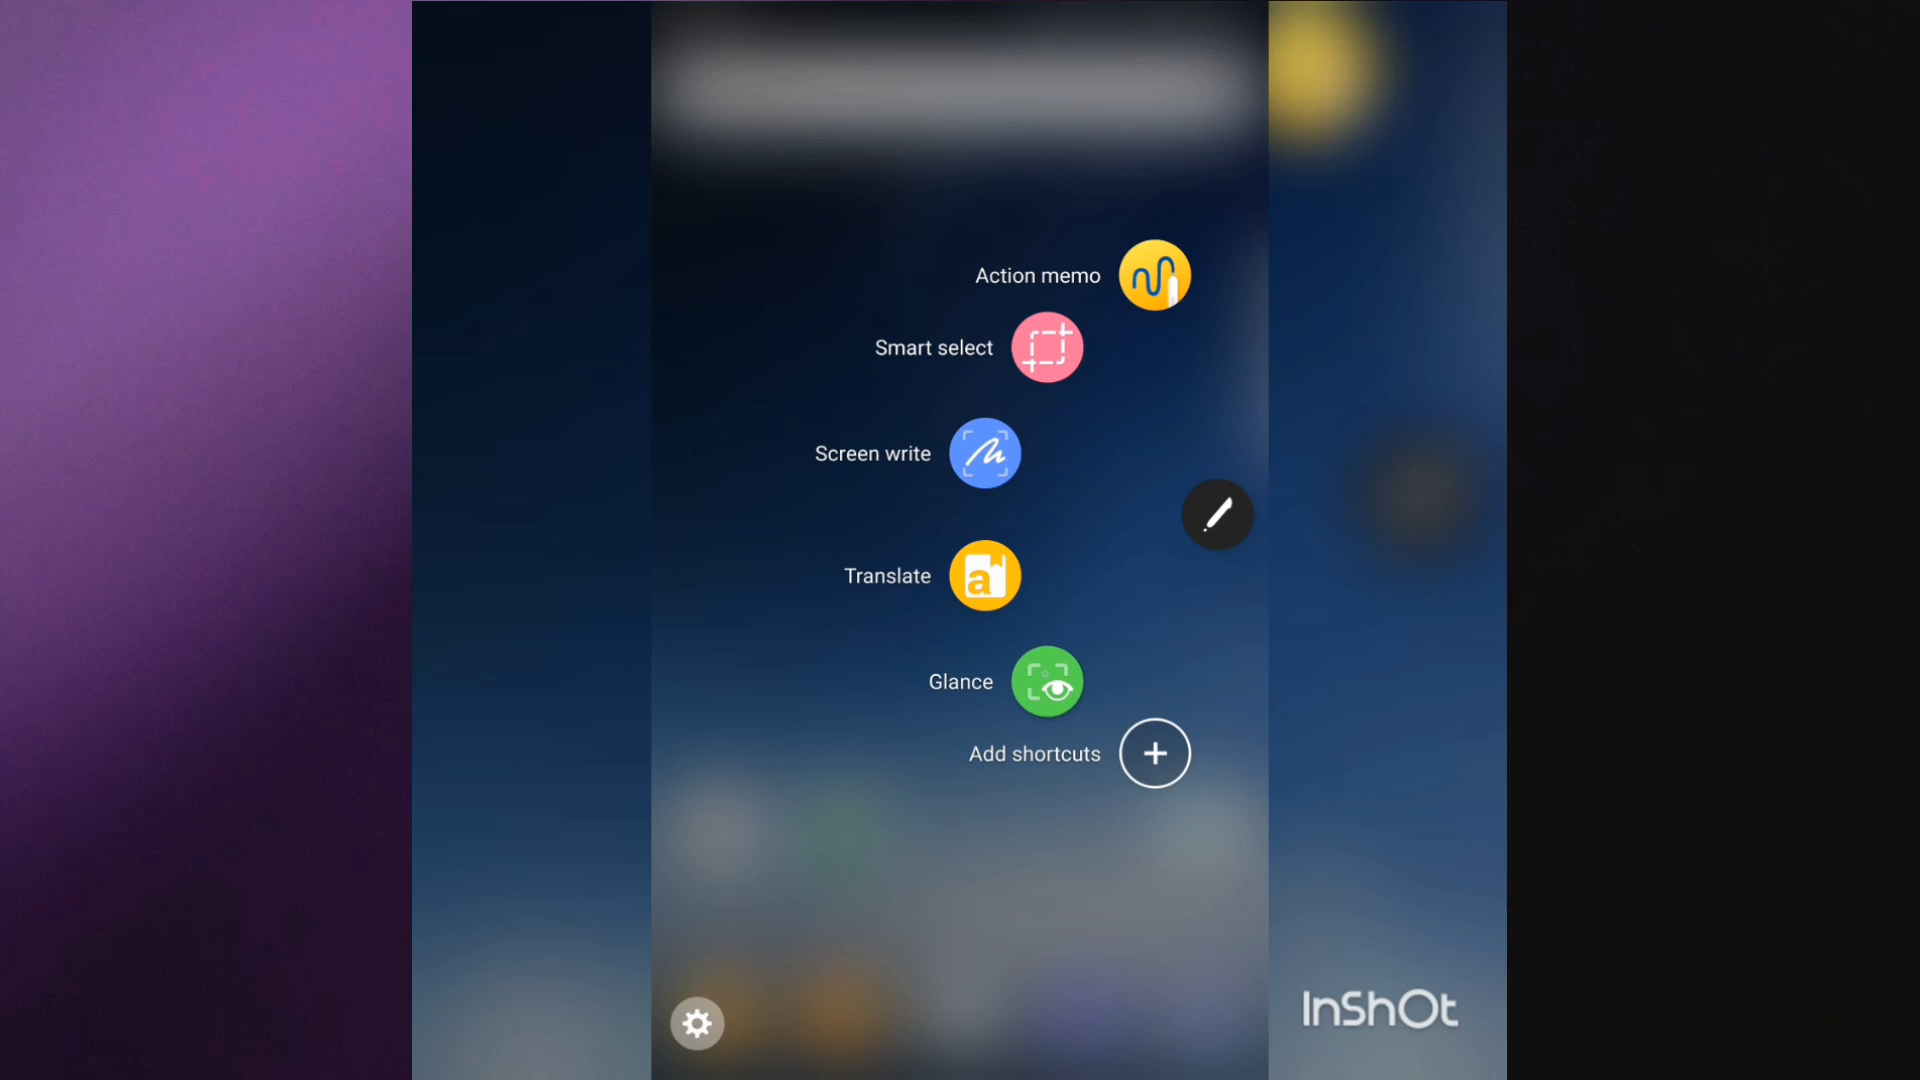 Action memo
Smart select
Screen write
Translate
Glance
Add shortcuts
InShOt